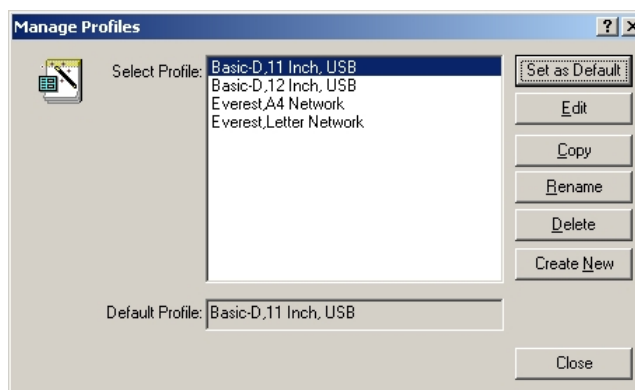 Manage Profiles
Select Profile:
Basic-D,11 Inch, USB
Basic-D,12 Inch, USB
Everest,A4 Network
Everest,Letter Network
Set as Default
Edit
Copy
Rename
Delete
Create New
Default Profile: Basic-D,11 Inch, USB
Close